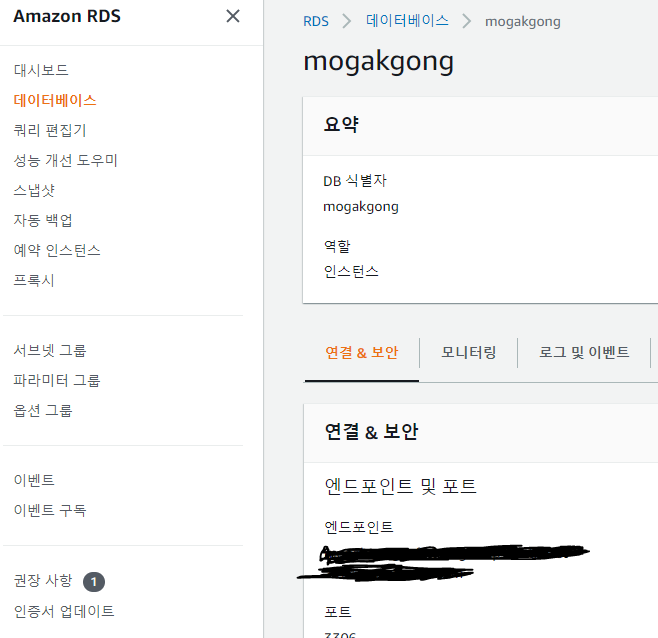 Amazon RDS
대시보드
데이터베이스
쿼리 편집기
성능 개선 도우미
스냅샷
자동 백업
예약 인스턴스
프록시
서브넷 그룹
파라미터 그룹
옵션 그룹
이벤트
이벤트 구독
권장 사항 1
인증서 업데이트
RDS 데이터베이스 mogakgong
mogakgong
요약
DB 식별자
mogakgong
역할
인스턴스
연결 & 보안 모니터링 로그 및 이벤트
연결 & 보안
엔드포인트 및 포트
엔드포인트
포트
3306